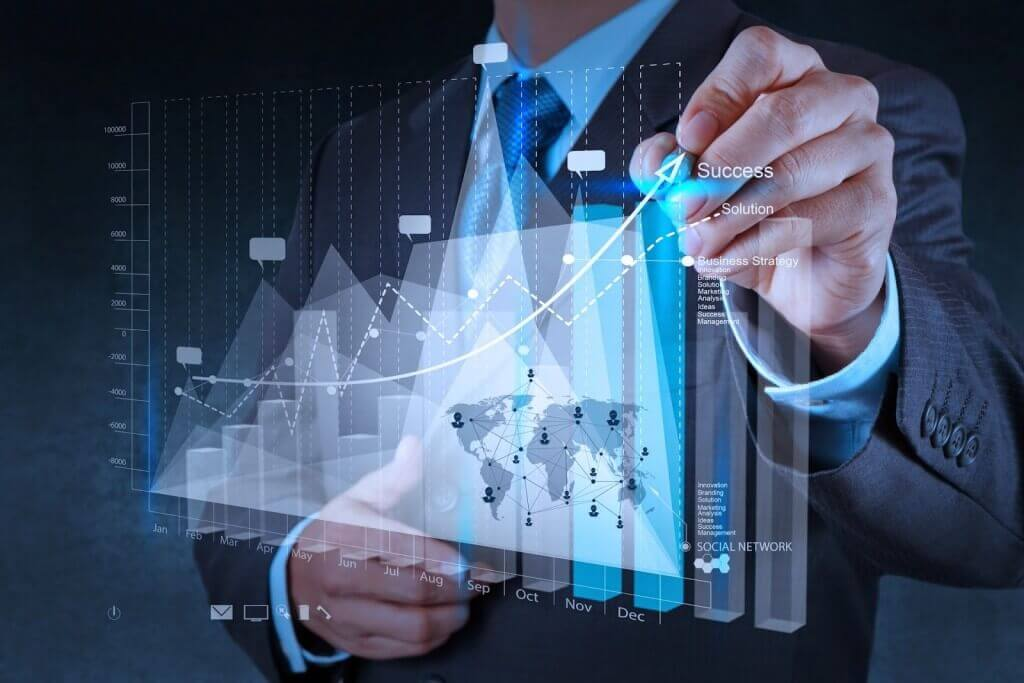 100000
10000
8000
6000
4000
2000
0
-2000
-4000
-6000
-8000
Success
Solution
Business Strategy
Innovation
Branding
Solution
Marketing
Analysis
Ideas
Success
Management
Innovation
Branding
Solution
Marketing
Analysis
Ideas
Success
Management
SOCIAL NETWORK
Jan Feb Mar Apr May Jun Jul Aug Sep Oct Nov Dec